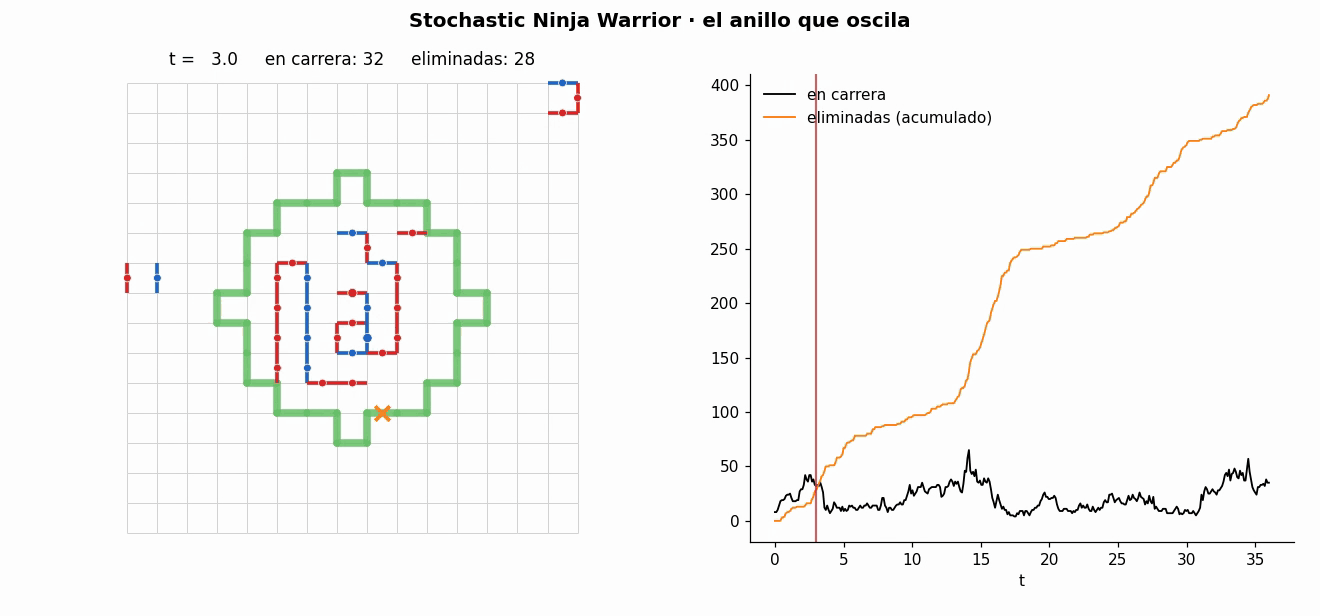 Stochastic Ninja Warrior · el anillo que oscila
t = 3.0 en carrera: 32 eliminadas: 28
en carrera
eliminadas (acumulado)
400
350
300
250
200
150
100
50
0
0 5 10 15 20 25 30 35
t